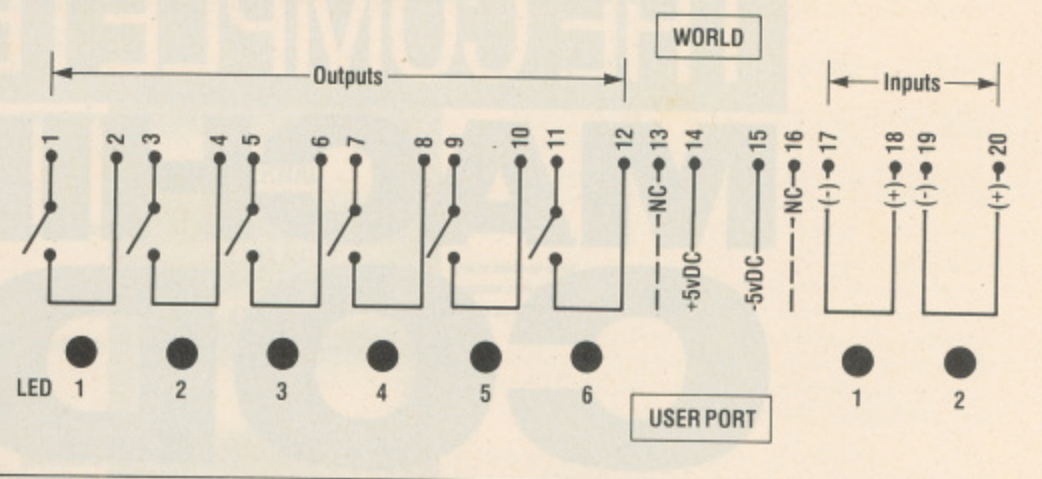 WORLD
Outputs
Inputs
1 2 3 4 5 6 7 8 9 10 11 12 13 14 15 16 17 18 19 20
NC +5vDC -5vDC NC (-) (+) (-) (+)
LED 1 2 3 4 5 6 1 2
USER PORT